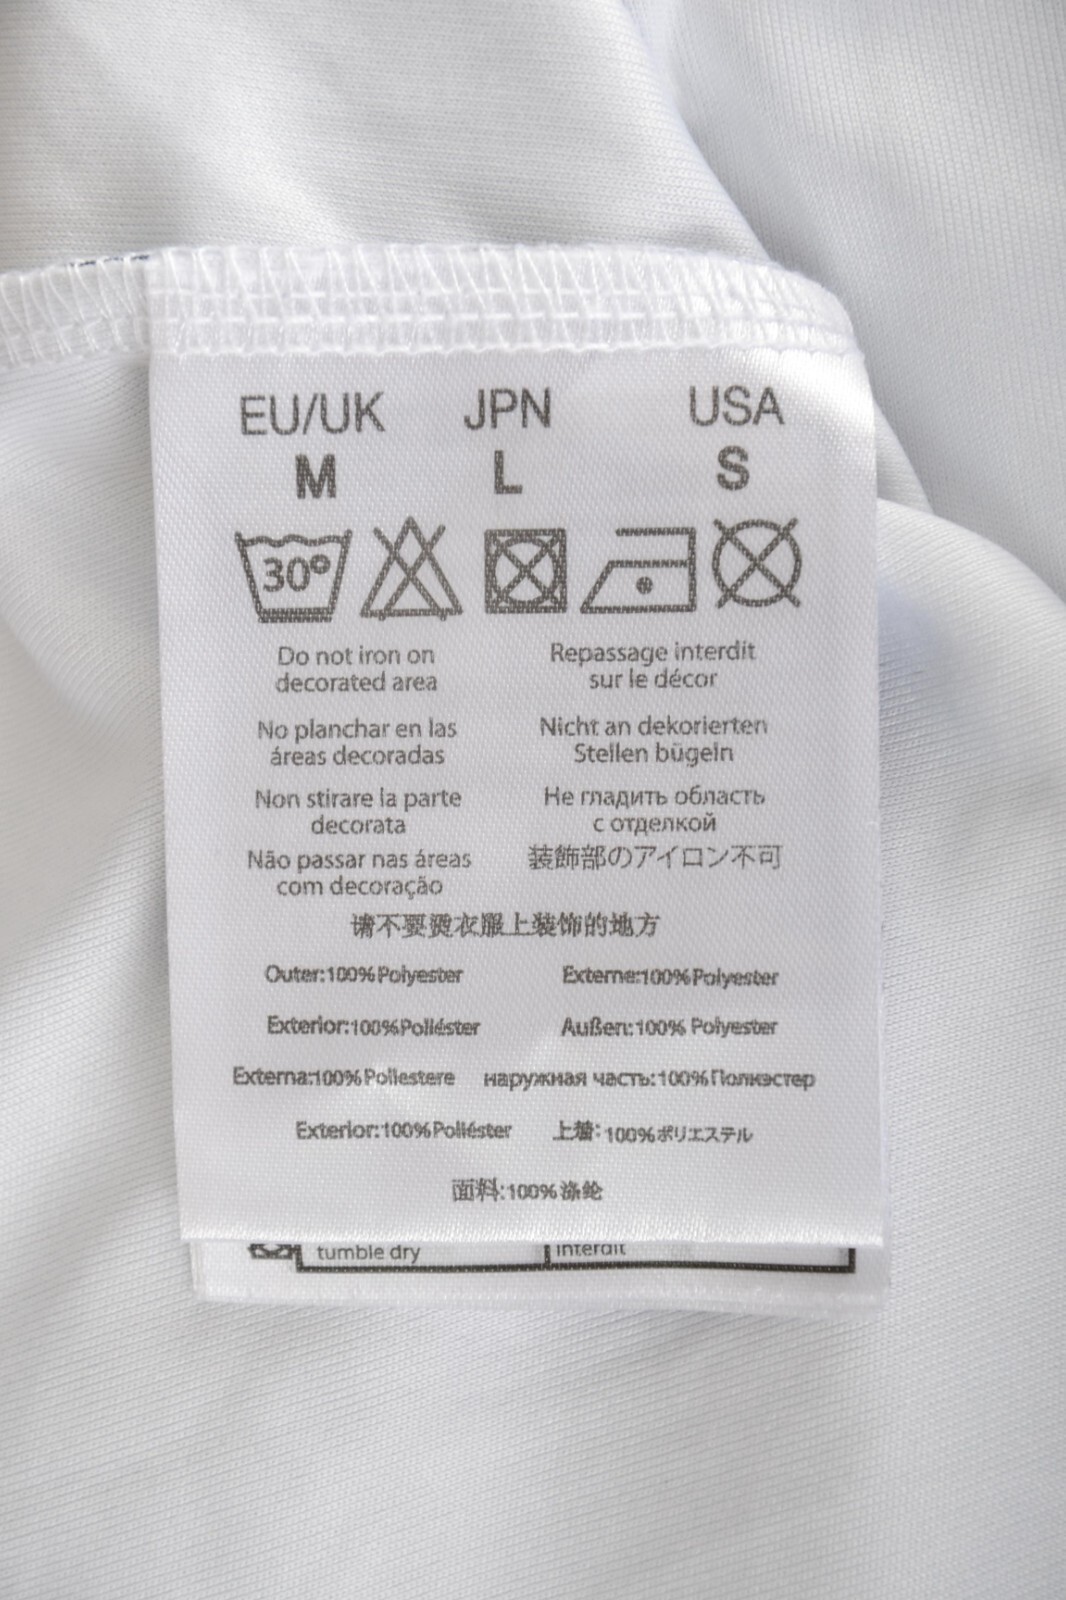 EU/UK JPN USA
M L S
30°
Do not iron on
decorated area
Repassage interdit
sur le décor
No planchar en las
áreas decoradas
Nicht an dekorierten
Stellen bügeln
Non stirare la parte
decorata
Не гладить область
с отделкой
Não passar nas áreas
com decoração
装飾部のアイロン不可
请不要烫衣服上装饰的地方
Outer:100%Polyester
Externe:100%Polyester
Exterior:100%Poliéster
Außen:100% Polyester
Externa:100%Poliestere
наружная часть:100%Полиэстер
Exterior:100%Poliéster
上着:100%ポリエステル
面料:100%涤纶
tumble dry
interdit